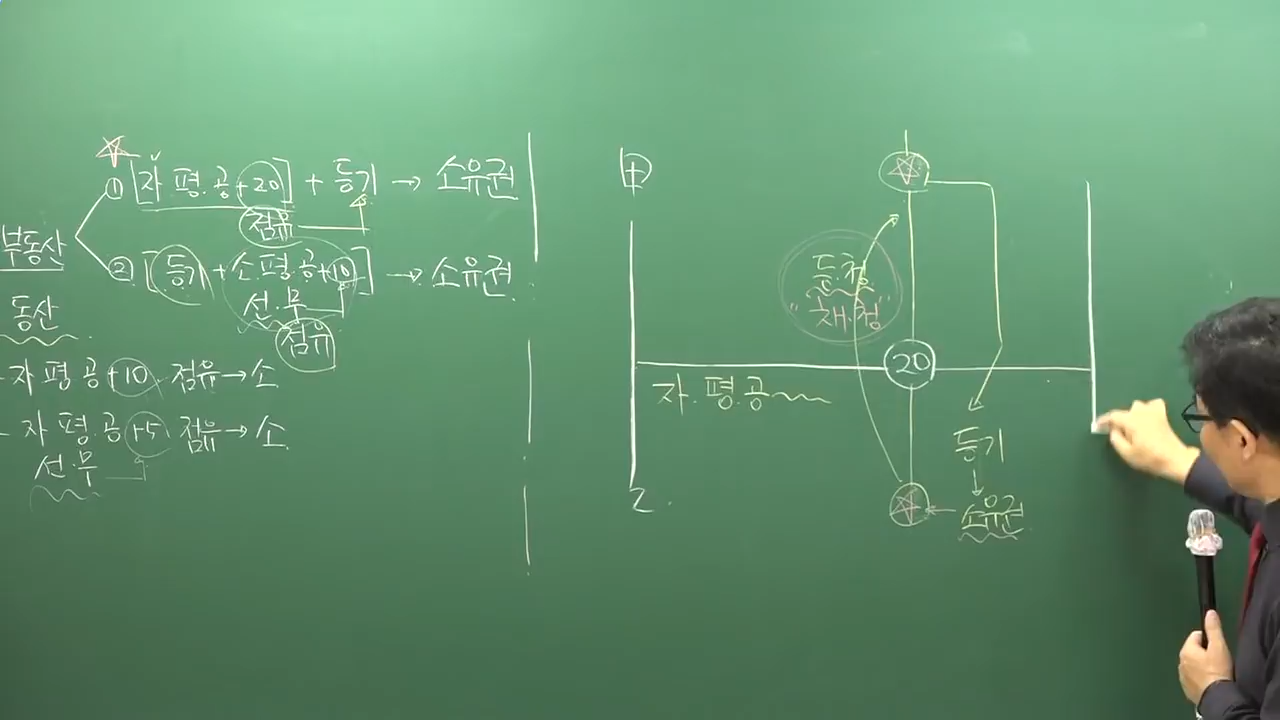 ① [자.평.공+20] + 등기 → 소유권
점유
부동산
② [등기+소.평.공+10] → 소유권
선.무
점유
동산
- 자 평 공+10 점유→소
- 자 평.공+5 점유→소
선.무
등.청
"채.청"
20
자.평.공
등기
소유권